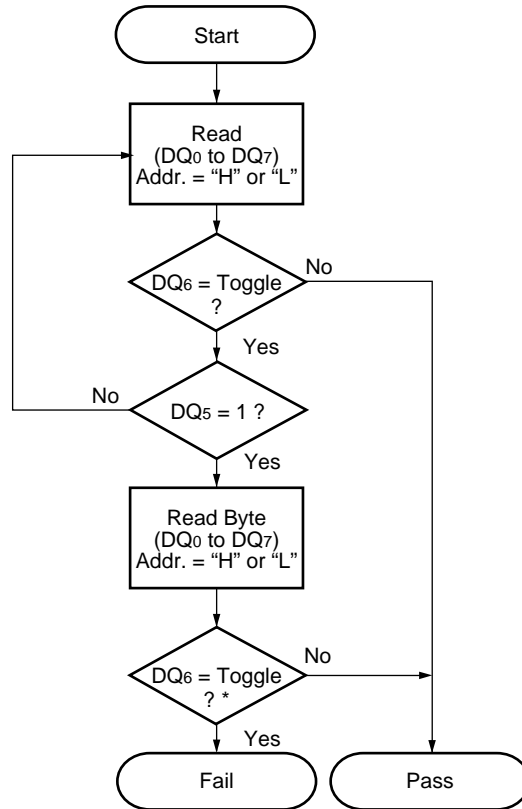 Start
Read
(DQ0 to DQ7)
Addr. = “H” or “L”
DQ6 = Toggle
?
No
Yes
No
DQ5 = 1 ?
Yes
Read Byte
(DQ0 to DQ7)
Addr. = “H” or “L”
DQ6 = Toggle
? *
No
Yes
Fail
Pass